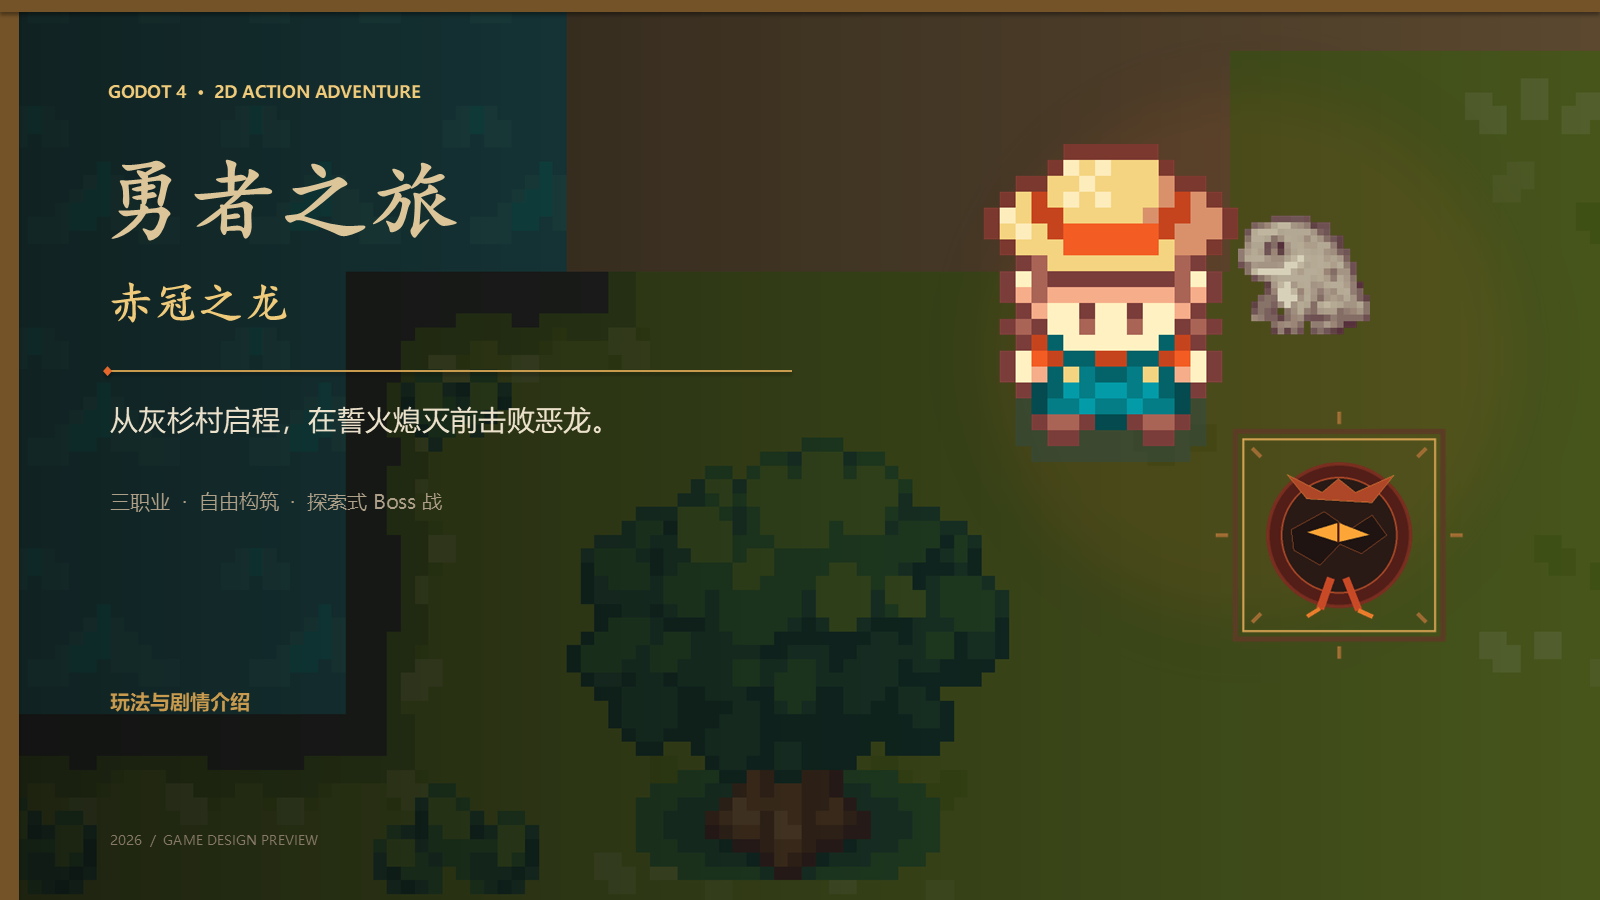 GODOT 4 • 2D ACTION ADVENTURE
勇者之旅
赤冠之龙
从灰杉村启程，在誓火熄灭前击败恶龙。
三职业 · 自由构筑 · 探索式 Boss 战
玩法与剧情介绍
2026 / GAME DESIGN PREVIEW